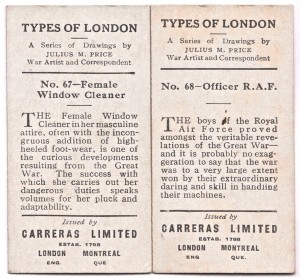 TYPES OF LONDON
A Series of Drawings by
JULIUS M. PRICE
War Artist and Correspondent
No. 67—Female
Window Cleaner
THE Female Window
Cleaner in her masculine
attire, often with the incon-
gruous addition of high-
heeled foot-wear, is one of
the curious developments
resulting from the Great
War. The success with
which she carries out her
dangerous duties speaks
volumes for her pluck and
adaptability.
Issued by
CARRERAS LIMITED
ESTAB. 1788
LONDON MONTREAL
ENG. QUE.
TYPES OF LONDON
A Series of Drawings by
JULIUS M. PRICE
War Artist and Correspondent
No. 68—Officer R.A.F.
THE boys of the Royal
Air Force proved
amongst the veritable revela-
tions of the Great War—and
it is probably no exag-
geration to say that the war
was to a very large extent
won by their extraordinary
daring and skill in handling
their machines.
Issued by
CARRERAS LIMITED
ESTAB. 1788
LONDON MONTREAL
ENG. QUE.